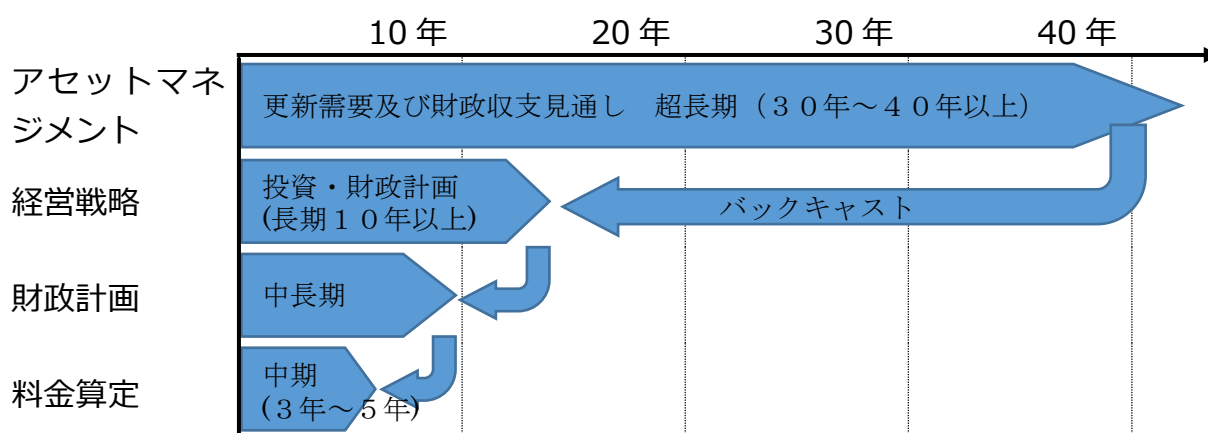 10年 20年 30年 40年
アセットマネ
ジメント
更新需要及び財政収支見通し　超長期（３０年～４０年以上）
経営戦略
投資・財政計画
(長期１０年以上)
バックキャスト
財政計画
中長期
料金算定
中期
(３年～５年)